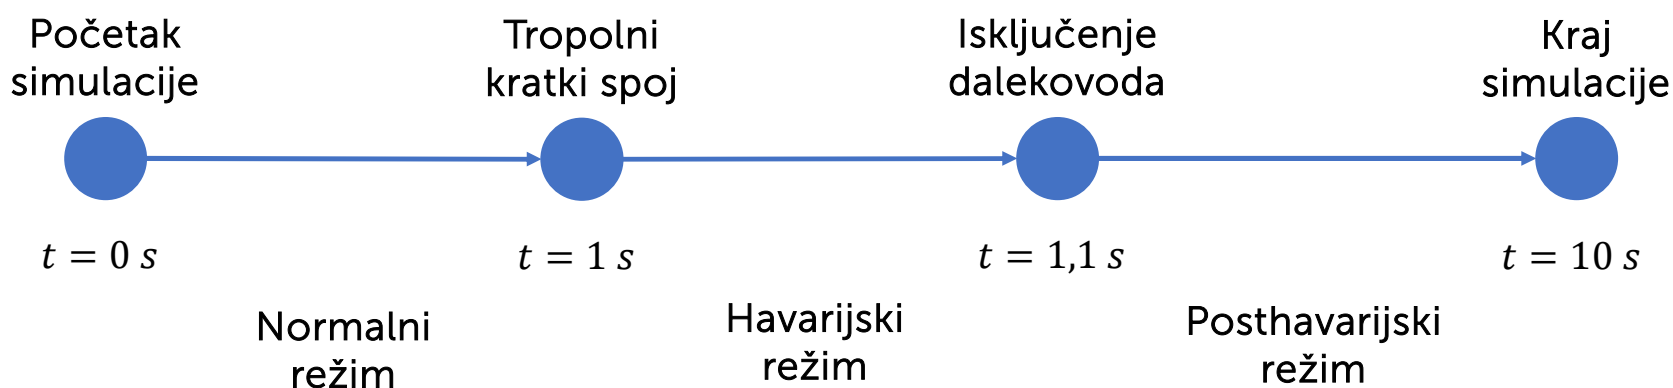 Početak
simulacije
Tropolni
kratki spoj
Isključenje
dalekovoda
Kraj
simulacije
t = 0 s
t = 1 s
t = 1,1 s
t = 10 s
Normalni
režim
Havarijski
režim
Posthavarijski
režim